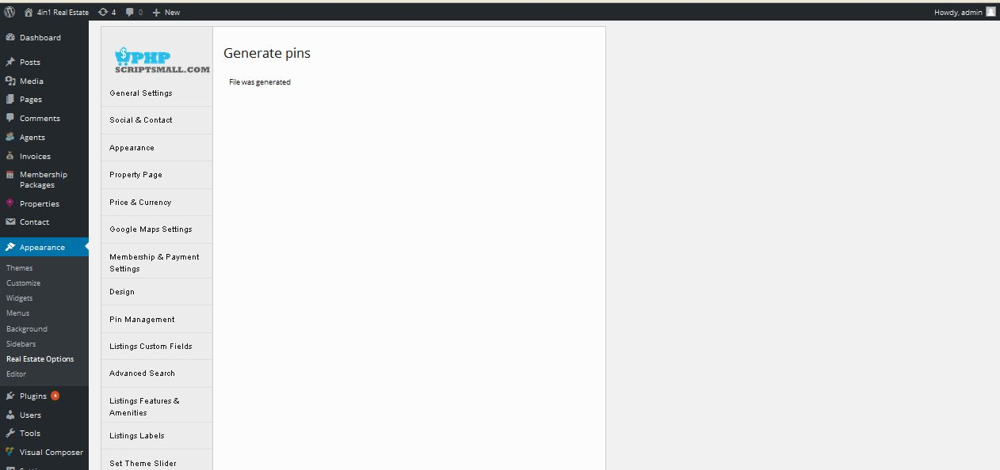 4in1 Real Estate 4 0 New
Howdy, admin
Dashboard
Posts
Media
Pages
Comments
Agents
Invoices
Membership
Packages
Properties
Contact
Appearance
Themes
Customize
Widgets
Menus
Background
Sidebars
Real Estate Options
Editor
Plugins 4
Users
Tools
Visual Composer
$
PHP
SCRIPTSMALL.COM
General Settings
Social & Contact
Appearance
Property Page
Price & Currency
Google Maps Settings
Membership & Payment
Settings
Design
Pin Management
Listings Custom Fields
Advanced Search
Listings Features &
Amenities
Listings Labels
Set Theme Slider
Generate pins
File was generated